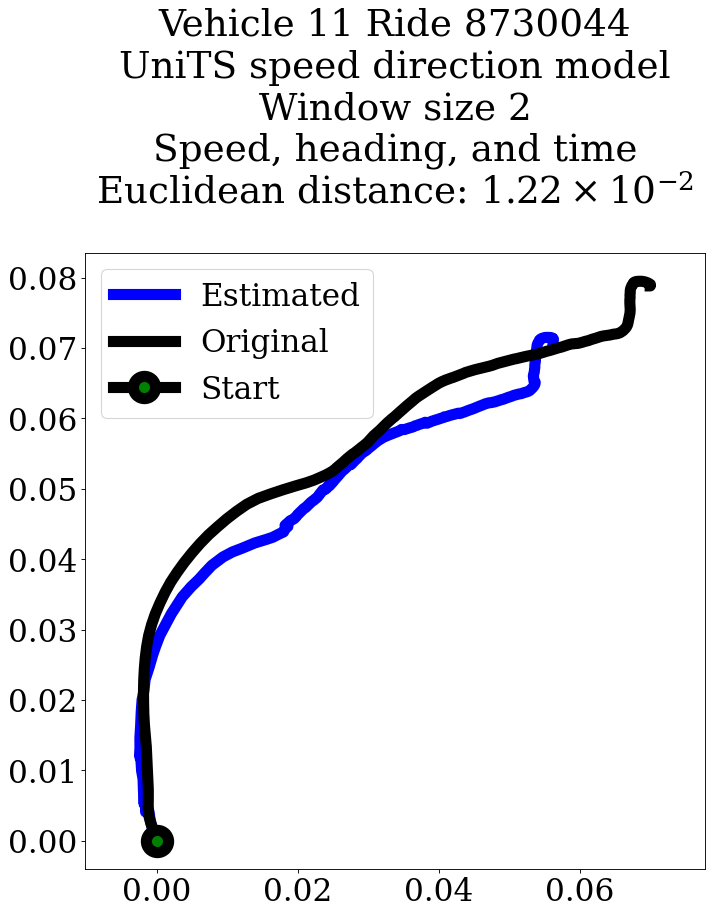 Vehicle 11 Ride 8730044
UniTS speed direction model
Window size 2
Speed, heading, and time
Euclidean distance: 1.22 × 10⁻²
0.08
0.07
0.06
0.05
0.04
0.03
0.02
0.01
0.00
Estimated
Original
Start
0.00 0.02 0.04 0.06